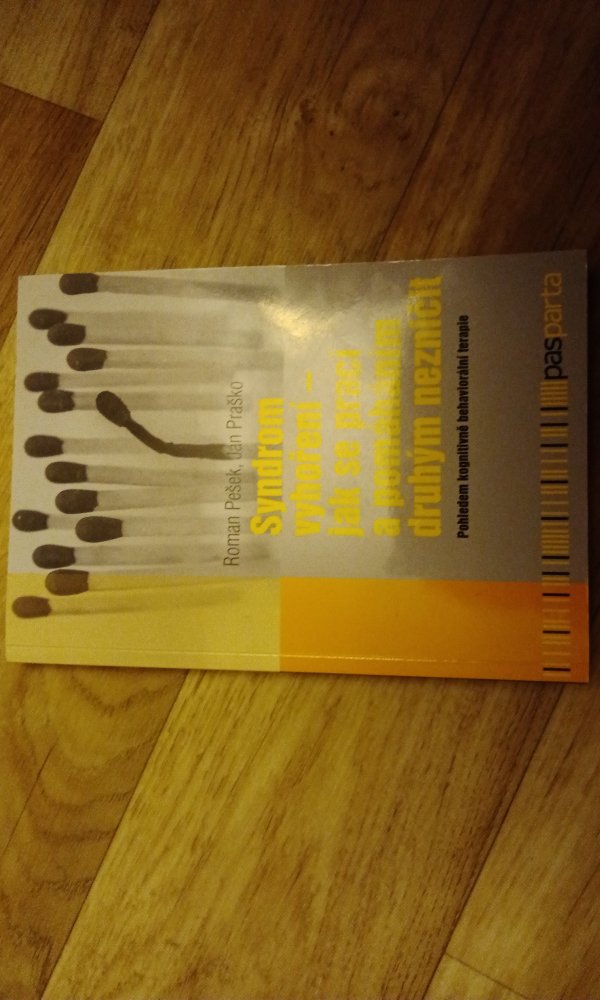 Roman Pešek, Ján Praško
Syndrom
vyhoření –
jak se prací
a pomáháním
druhým nezničit
Pohledem kognitivně behaviorální terapie
pasparta